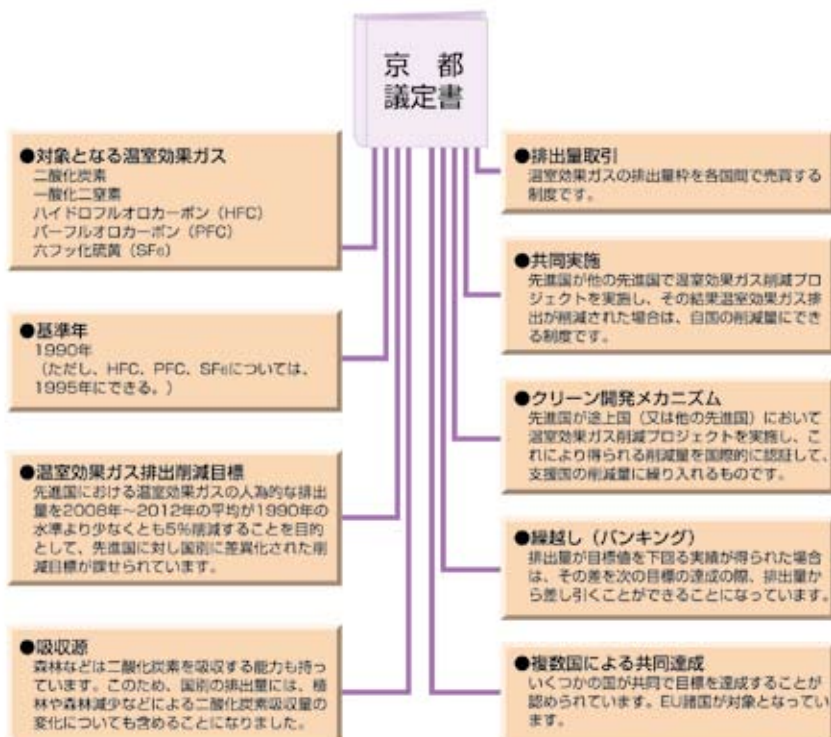 京 都
議定書
●対象となる温室効果ガス
二酸化炭素
一酸化二窒素
ハイドロフルオロカーボン（HFC）
パーフルオロカーボン（PFC）
六フッ化硫黄（SF6）
●基準年
1990年
（ただし、HFC、PFC、SF6については、
1995年にできる。）
●温室効果ガス排出削減目標
先進国における温室効果ガスの人為的な排出
量を2008年～2012年の平均が1990年の
水準より少なくとも5％削減することを目的
として、先進国に対し国別に差異化された削
減目標が課せられています。
●吸収源
森林などは二酸化炭素を吸収する能力も持っ
ています。このため、国別の排出量には、植
林や森林減少などによる二酸化炭素吸収量の
変化についても含めることになりました。
●排出量取引
温室効果ガスの排出量枠を各国間で売買する
制度です。
●共同実施
先進国が他の先進国で温室効果ガス削減プロ
ジェクトを実施し、その結果温室効果ガス排
出が削減された場合は、自国の削減量にでき
る制度です。
●クリーン開発メカニズム
先進国が途上国（又は他の先進国）において
温室効果ガス削減プロジェクトを実施し、こ
れにより得られる削減量を国際的に認証して、
支援国の削減量に繰り入れるものです。
●繰越し（バンキング）
排出量が目標値を下回る実績が得られた場合
は、その差を次の目標の達成の際、排出量か
ら差し引くことができることになっています。
●複数国による共同達成
いくつかの国が共同で目標を達成することが
認められています。EU諸国が対象となってい
ます。